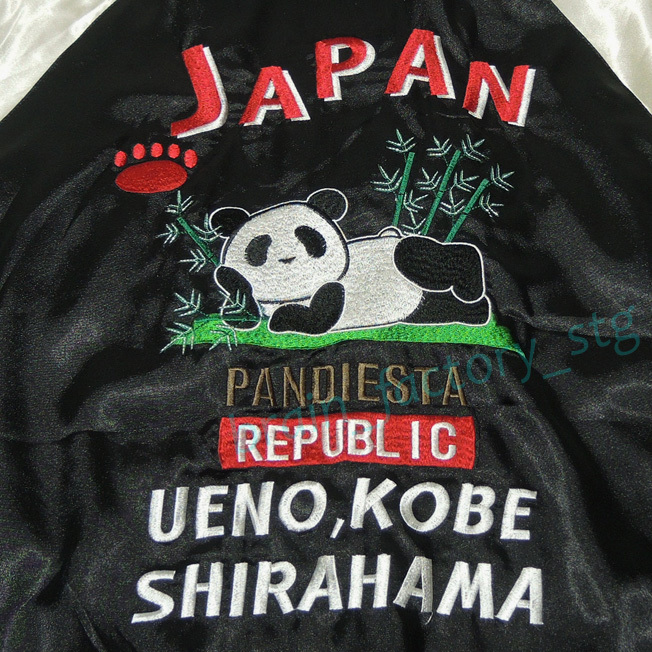 JAPAN
PANDIESTA
REPUBLIC
UENO,KOBE
SHIRAHAMA